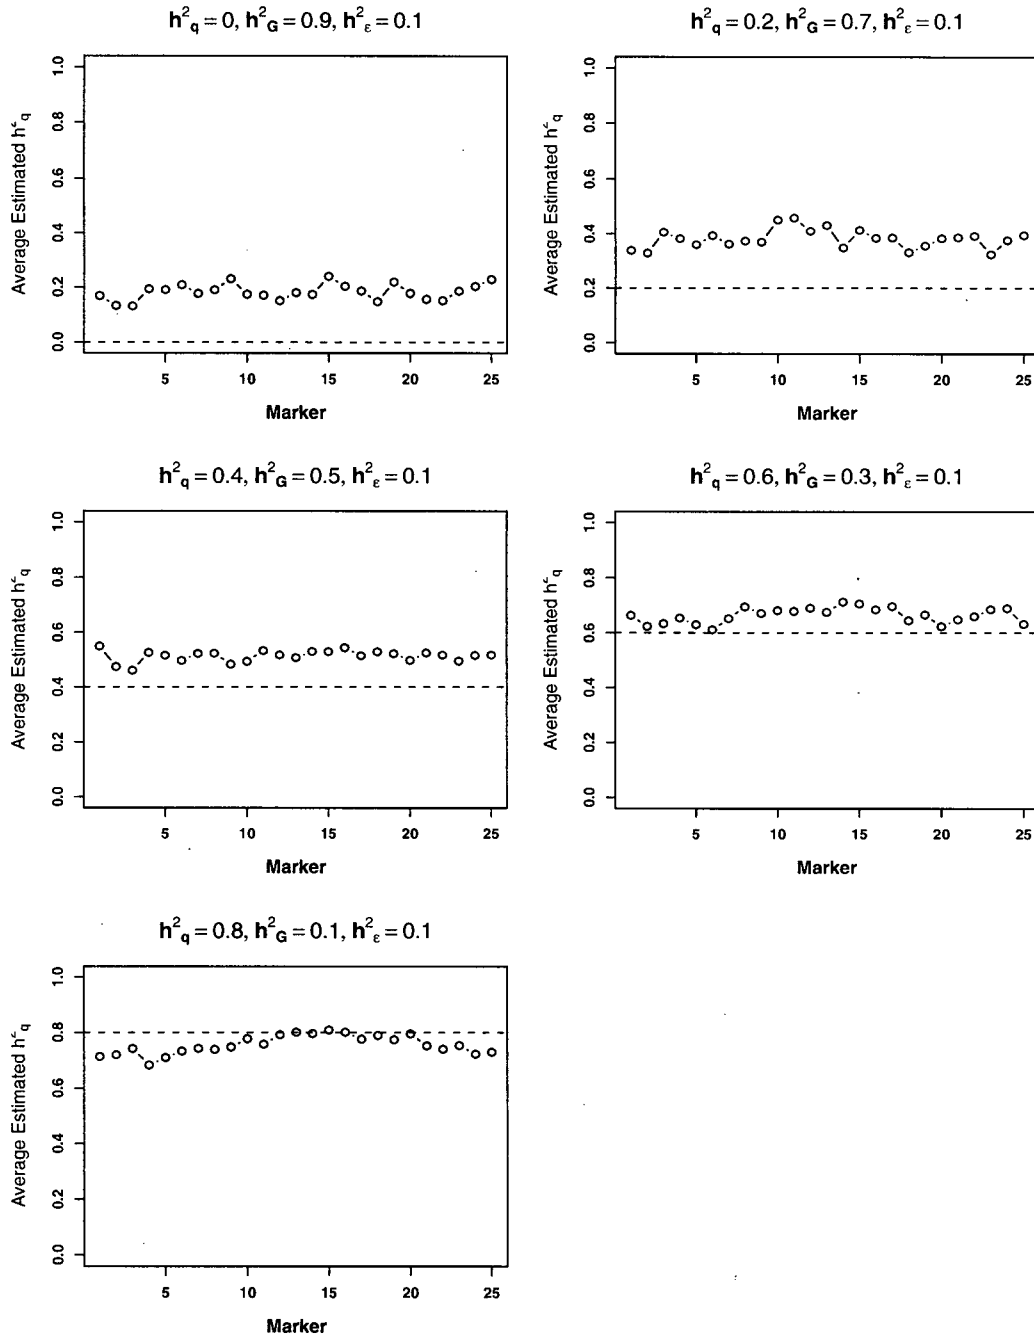 h²q = 0, h²G = 0.9, h²ε = 0.1
Average Estimated h²q
1.0
0.8
0.6
0.4
0.2
0.0
5 10 15 20 25
Marker
h²q = 0.2, h²G = 0.7, h²ε = 0.1
Average Estimated h²q
1.0
0.8
0.6
0.4
0.2
0.0
5 10 15 20 25
Marker
h²q = 0.4, h²G = 0.5, h²ε = 0.1
Average Estimated h²q
1.0
0.8
0.6
0.4
0.2
0.0
5 10 15 20 25
Marker
h²q = 0.6, h²G = 0.3, h²ε = 0.1
Average Estimated h²q
1.0
0.8
0.6
0.4
0.2
0.0
5 10 15 20 25
Marker
h²q = 0.8, h²G = 0.1, h²ε = 0.1
Average Estimated h²q
1.0
0.8
0.6
0.4
0.2
0.0
5 10 15 20 25
Marker